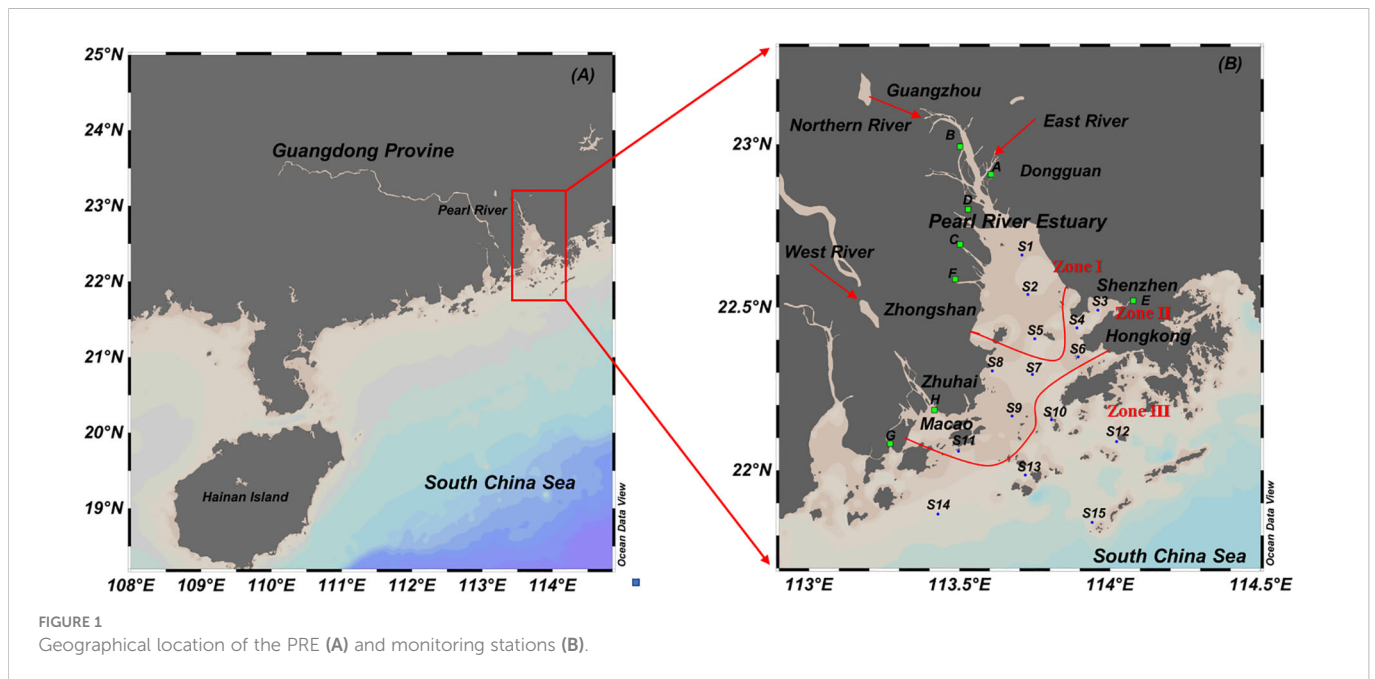 25°N
24°N
23°N
22°N
21°N
20°N
19°N
108°E
109°E
110°E
111°E
112°E
113°E
114°E
(A)
Guangdong Provine
Pearl River
Hainan Island
South China Sea
Ocean Data View
(B)
23°N
22.5°N
22°N
113°E
113.5°E
114°E
114.5°E
Guangzhou
Northern River
East River
B
A
Dongguan
D
Pearl River Estuary
C
S1
West River
Zone I
F
S2
Shenzhen
S3
E
Zhongshan
S4
Zone II
S5
Hongkong
S6
S8
S7
Zhuhai
H
S9
S10
Zone III
Macao
G
S11
S12
S13
S14
S15
South China Sea
Ocean Data View
FIGURE 1
Geographical location of the PRE (A) and monitoring stations (B).